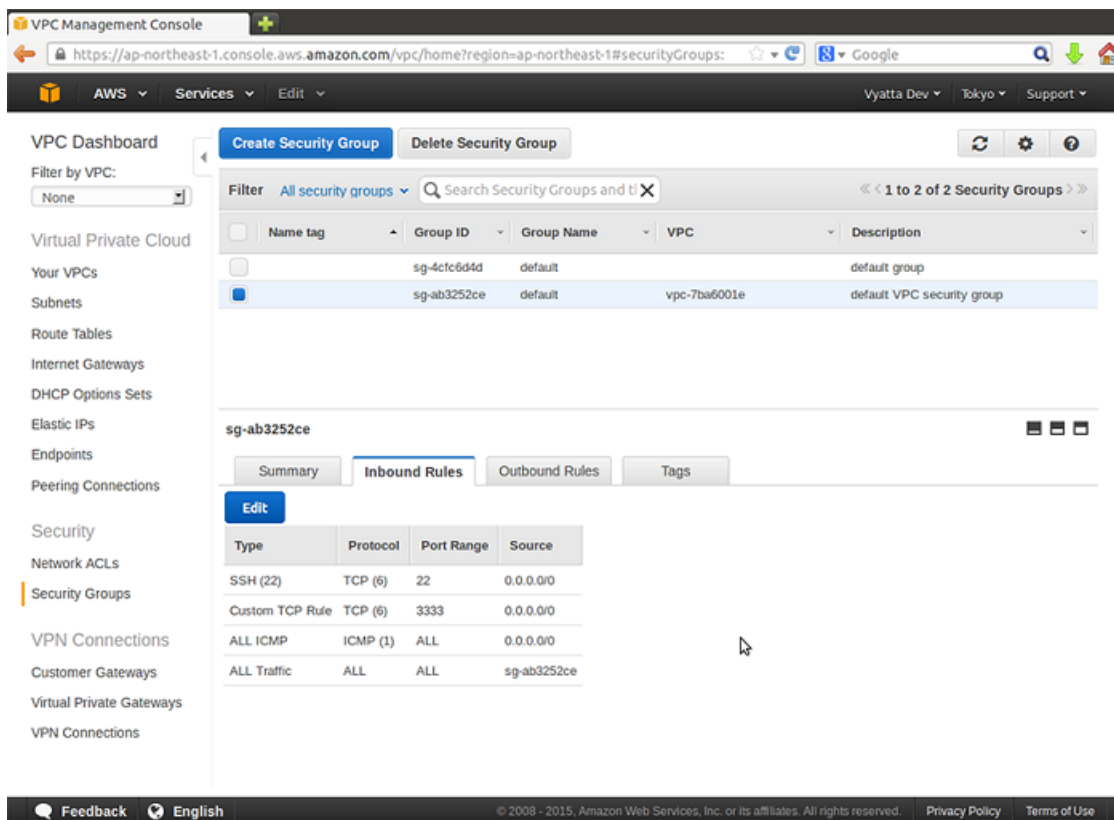 VPC Management Console
https://ap-northeast-1.console.aws.amazon.com/vpc/home?region=ap-northeast-1#securityGroups:
Google
AWS Services Edit Vyatta Dev Tokyo Support
VPC Dashboard
Filter by VPC:
None
Virtual Private Cloud
Your VPCs
Subnets
Route Tables
Internet Gateways
DHCP Options Sets
Elastic IPs
Endpoints
Peering Connections
Security
Network ACLs
Security Groups
VPN Connections
Customer Gateways
Virtual Private Gateways
VPN Connections
Create Security Group Delete Security Group
Filter All security groups Search Security Groups and 1 to 2 of 2 Security Groups
Name tag Group ID Group Name VPC Description
sg-4cfc6d4d default default group
sg-ab3252ce default vpc-7ba6001e default VPC security group
sg-ab3252ce
Summary Inbound Rules Outbound Rules Tags
Edit
Type Protocol Port Range Source
SSH (22) TCP (6) 22 0.0.0.0/0
Custom TCP Rule TCP (6) 3333 0.0.0.0/0
ALL ICMP ICMP (1) ALL 0.0.0.0/0
ALL Traffic ALL ALL sg-ab3252ce
Feedback English © 2008 - 2015, Amazon Web Services, Inc. or its affiliates. All rights reserved. Privacy Policy Terms of Use